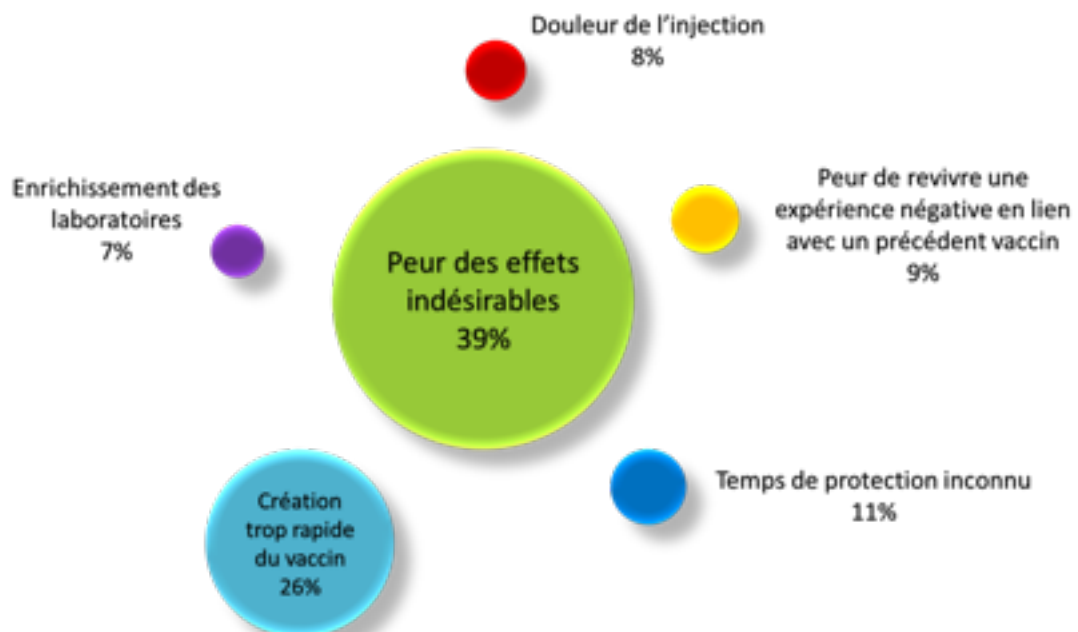 Douleur de l’injection
8%
Enrichissement des
laboratoires
7%
Peur de revivre une
expérience négative en lien
avec un précédent vaccin
9%
Peur des effets
indésirables
39%
Temps de protection inconnu
11%
Création
trop rapide
du vaccin
26%